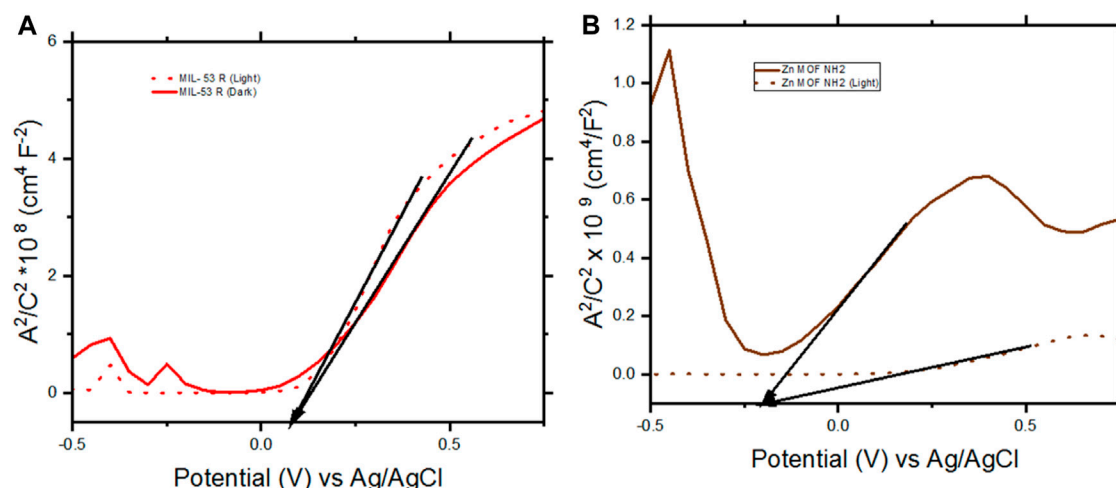 A
A²/C² *10⁸ (cm⁴ F⁻²)
6
4
2
0
MIL- 53 R (Light)
MIL-53 R (Dark)
-0.5
0.0
0.5
Potential (V) vs Ag/AgCl
B
A²/C² x 10⁹ (cm⁴/F²)
1.2
1.0
0.8
0.6
0.4
0.2
0.0
Zn MOF NH2
Zn MOF NH2 (Light)
-0.5
0.0
0.5
Potential (V) vs Ag/AgCl